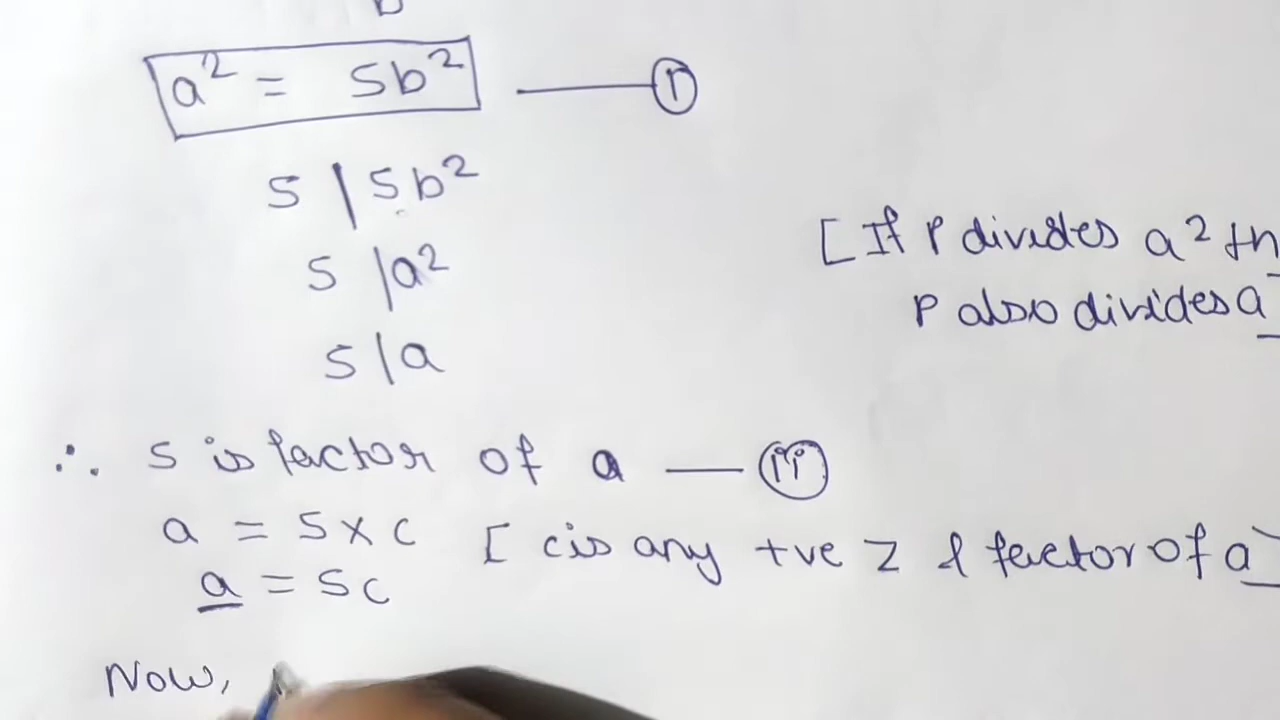 b
a² = 5b² — i
5 | 5b²
5 | a²
[If P divides a²
P also divides a]
5 | a
∴ 5 is factor of a — ii
a = 5 × c [c is any +ve Z & factor of a]
a = 5c
Now,